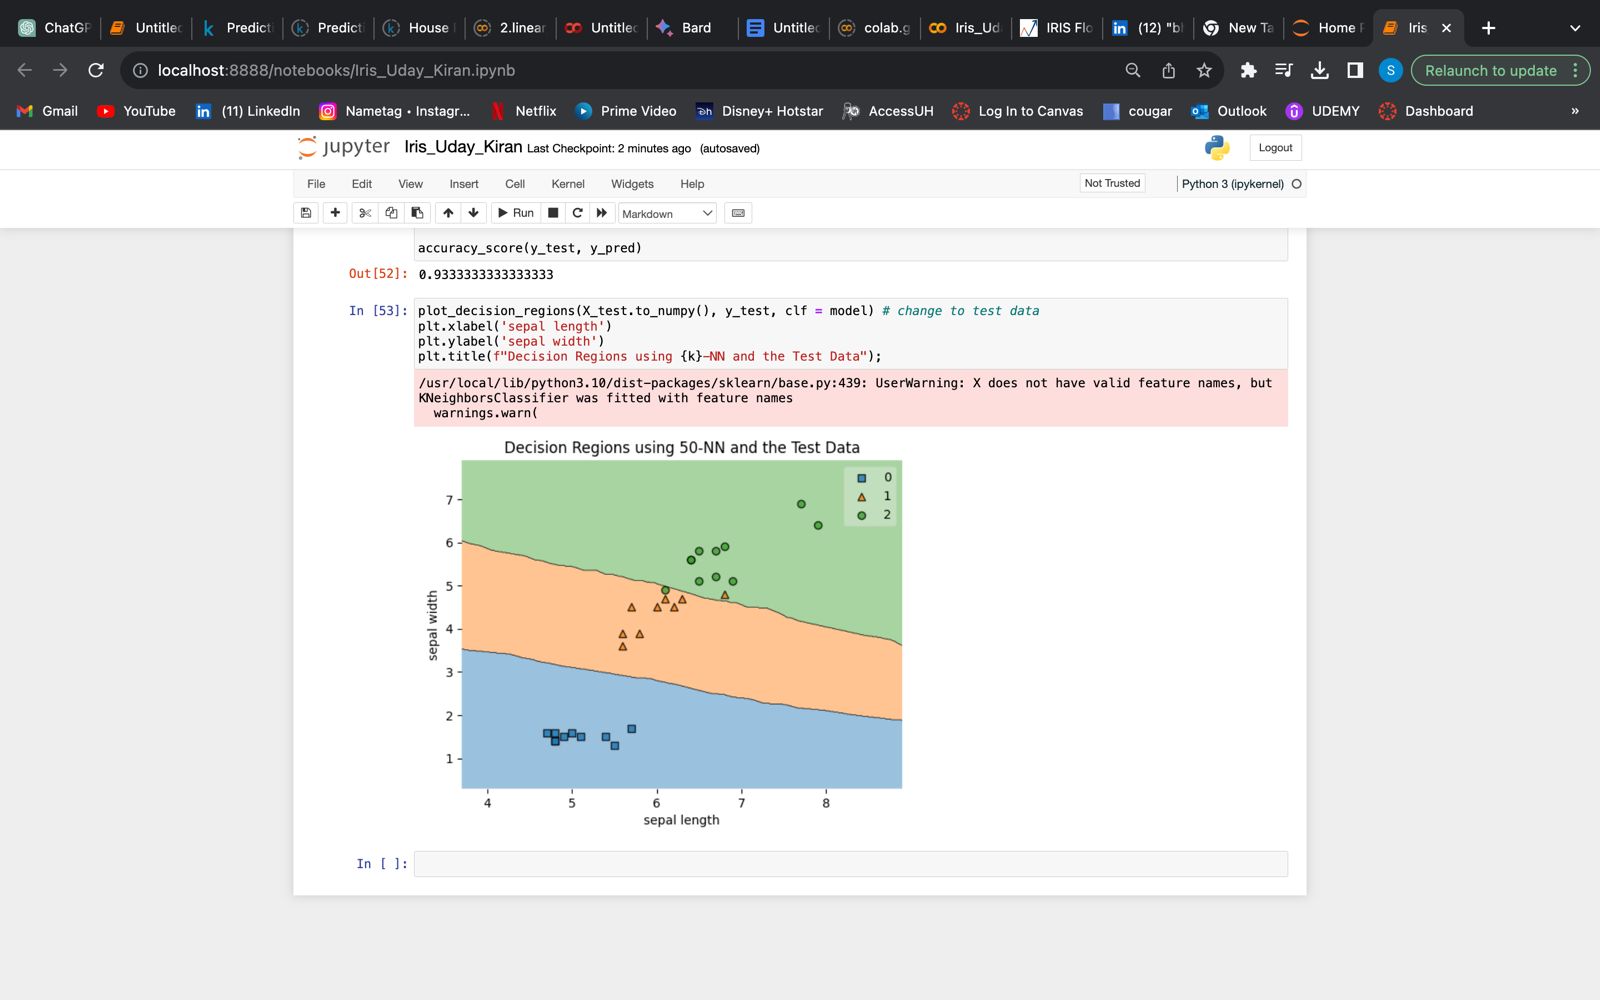 ChatGP Untitled Predicti Predicti House 2.linear Untitled Bard Untitled colab.g Iris_Uda IRIS Flo (12) "bh New Ta Home P Iris
localhost:8888/notebooks/Iris_Uday_Kiran.ipynb S Relaunch to update
Gmail YouTube (11) LinkedIn Nametag • Instagr... Netflix Prime Video Disney+ Hotstar AccessUH Log In to Canvas cougar Outlook UDEMY Dashboard »
jupyter Iris_Uday_Kiran Last Checkpoint: 2 minutes ago (autosaved) Logout
File Edit View Insert Cell Kernel Widgets Help Not Trusted Python 3 (ipykernel)
Run Markdown
accuracy_score(y_test, y_pred)
Out[52]: 0.9333333333333333
In [53]: plot_decision_regions(X_test.to_numpy(), y_test, clf = model) # change to test data
plt.xlabel('sepal length')
plt.ylabel('sepal width')
plt.title(f"Decision Regions using {k}-NN and the Test Data");
/usr/local/lib/python3.10/dist-packages/sklearn/base.py:439: UserWarning: X does not have valid feature names, but
KNeighborsClassifier was fitted with feature names
warnings.warn(
Decision Regions using 50-NN and the Test Data
0
1
2
7
6
5
4
3
2
1
sepal width
4 5 6 7 8
sepal length
In [ ]: